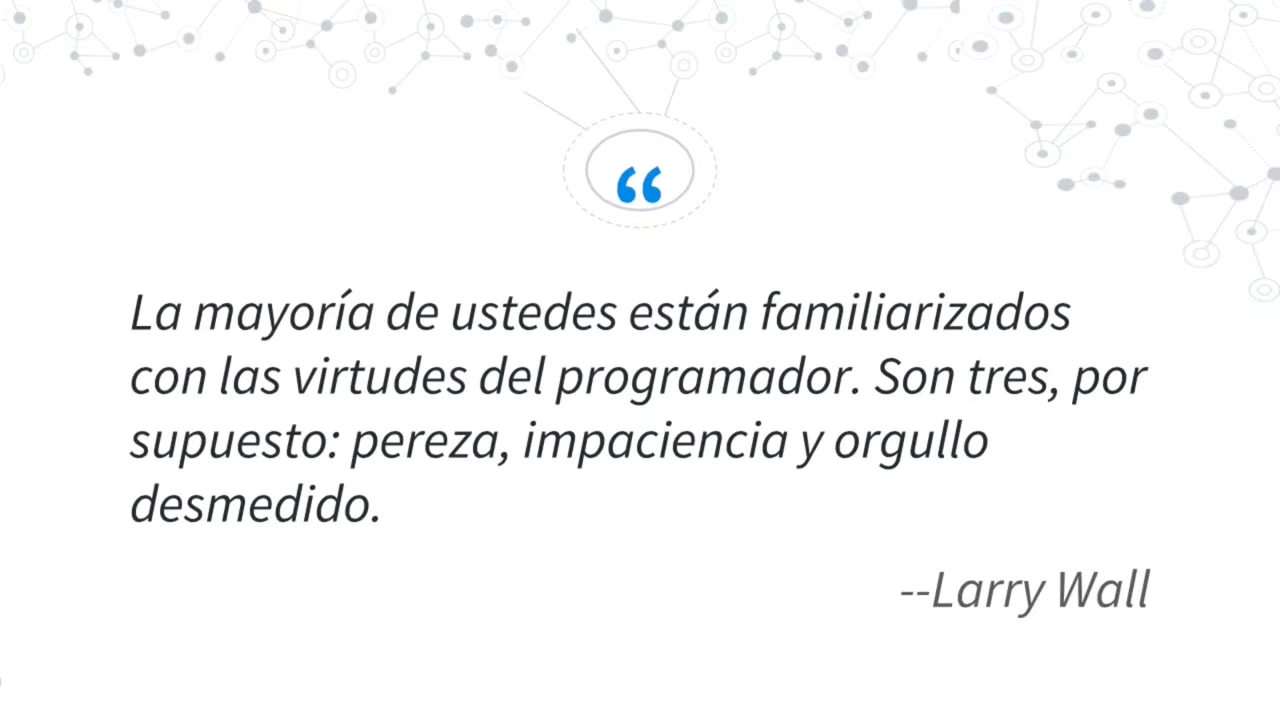 “
La mayoría de ustedes están familiarizados
con las virtudes del programador. Son tres, por
supuesto: pereza, impaciencia y orgullo
desmedido.
--Larry Wall